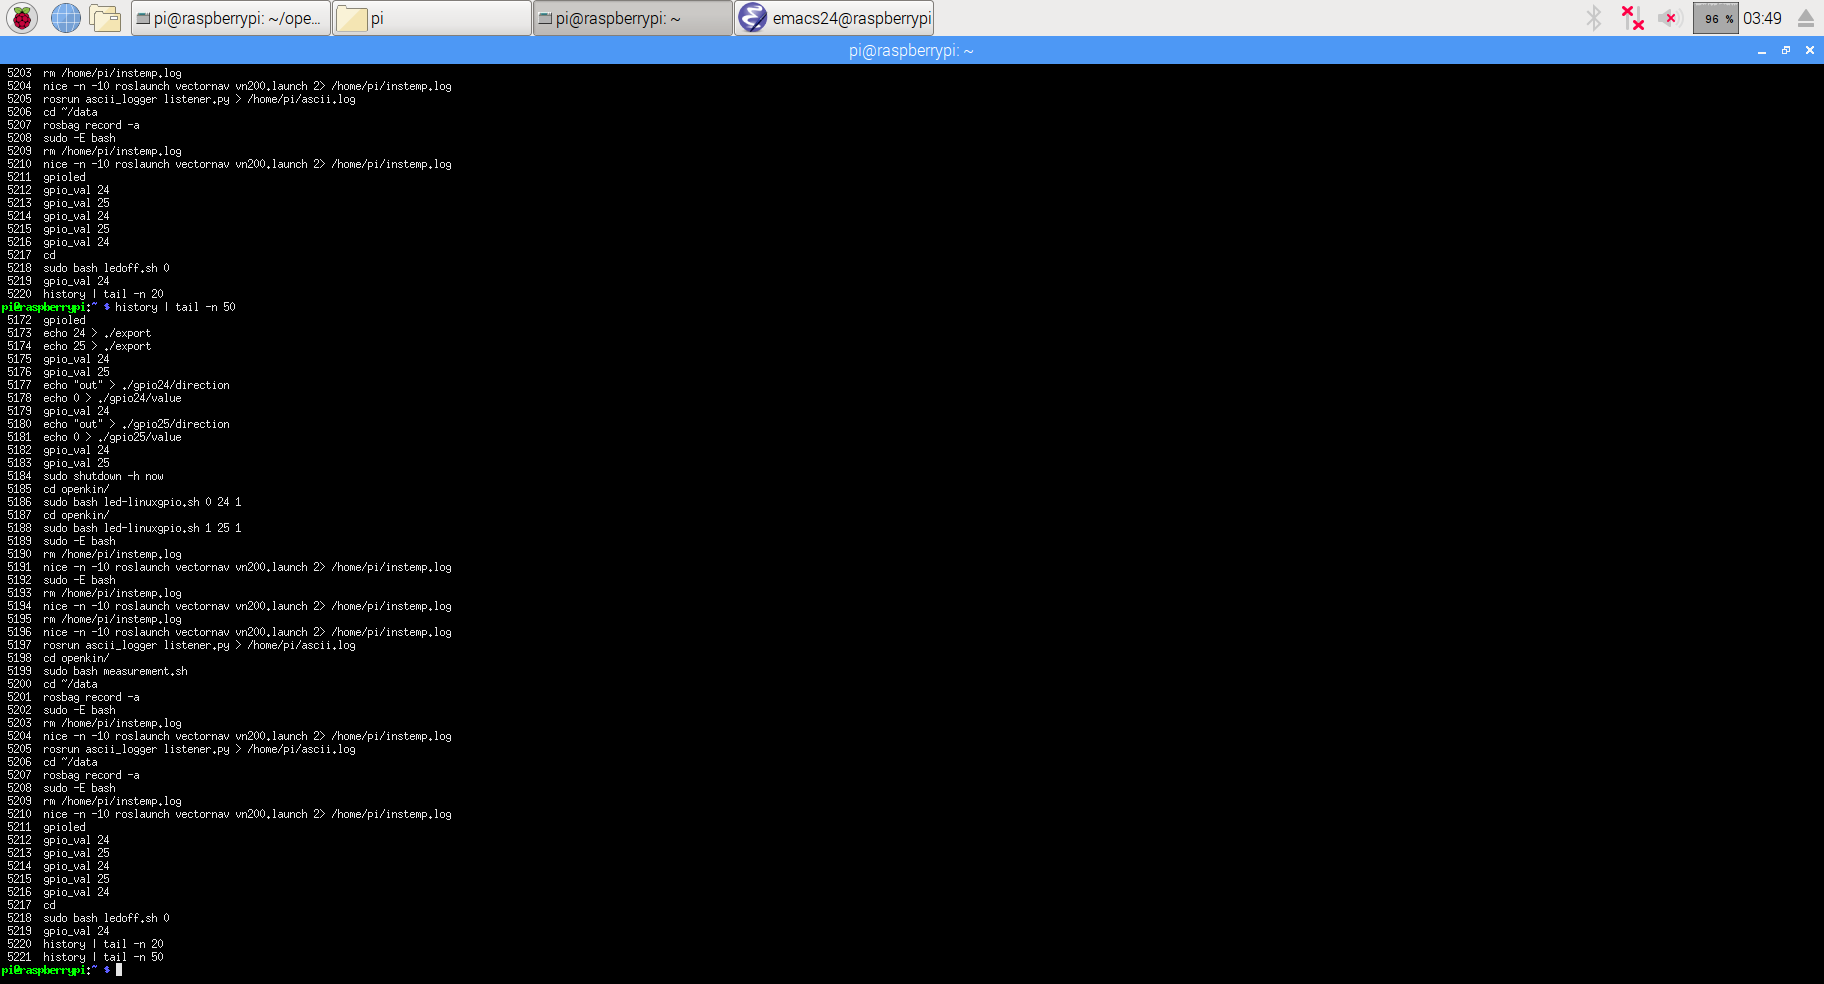 pi@raspberrypi: ~/ope...
pi
pi@raspberrypi: ~
emacs24@raspberrypi
96 %
03:49
pi@raspberrypi: ~
5203 rm /home/pi/instemp.log
5204 nice -n -10 roslaunch vectornav vn200.launch 2> /home/pi/instemp.log
5205 rosrun ascii_logger listener.py > /home/pi/ascii.log
5206 cd ~/data
5207 rosbag record -a
5208 sudo -E bash
5209 rm /home/pi/instemp.log
5210 nice -n -10 roslaunch vectornav vn200.launch 2> /home/pi/instemp.log
5211 gpioled
5212 gpio_val 24
5213 gpio_val 25
5214 gpio_val 24
5215 gpio_val 25
5216 gpio_val 24
5217 cd
5218 sudo bash ledoff.sh 0
5219 gpio_val 24
5220 history | tail -n 20
pi@raspberrypi:~ $ history | tail -n 50
5172 gpioled
5173 echo 24 > ./export
5174 echo 25 > ./export
5175 gpio_val 24
5176 gpio_val 25
5177 echo "out" > ./gpio24/direction
5178 echo 0 > ./gpio24/value
5179 gpio_val 24
5180 echo "out" > ./gpio25/direction
5181 echo 0 > ./gpio25/value
5182 gpio_val 24
5183 gpio_val 25
5184 sudo shutdown -h now
5185 cd openkin/
5186 sudo bash led-linuxgpio.sh 0 24 1
5187 cd openkin/
5188 sudo bash led-linuxgpio.sh 1 25 1
5189 sudo -E bash
5190 rm /home/pi/instemp.log
5191 nice -n -10 roslaunch vectornav vn200.launch 2> /home/pi/instemp.log
5192 sudo -E bash
5193 rm /home/pi/instemp.log
5194 nice -n -10 roslaunch vectornav vn200.launch 2> /home/pi/instemp.log
5195 rm /home/pi/instemp.log
5196 nice -n -10 roslaunch vectornav vn200.launch 2> /home/pi/instemp.log
5197 rosrun ascii_logger listener.py > /home/pi/ascii.log
5198 cd openkin/
5199 sudo bash measurement.sh
5200 cd ~/data
5201 rosbag record -a
5202 sudo -E bash
5203 rm /home/pi/instemp.log
5204 nice -n -10 roslaunch vectornav vn200.launch 2> /home/pi/instemp.log
5205 rosrun ascii_logger listener.py > /home/pi/ascii.log
5206 cd ~/data
5207 rosbag record -a
5208 sudo -E bash
5209 rm /home/pi/instemp.log
5210 nice -n -10 roslaunch vectornav vn200.launch 2> /home/pi/instemp.log
5211 gpioled
5212 gpio_val 24
5213 gpio_val 25
5214 gpio_val 24
5215 gpio_val 25
5216 gpio_val 24
5217 cd
5218 sudo bash ledoff.sh 0
5219 gpio_val 24
5220 history | tail -n 20
5221 history | tail -n 50
pi@raspberrypi:~ $